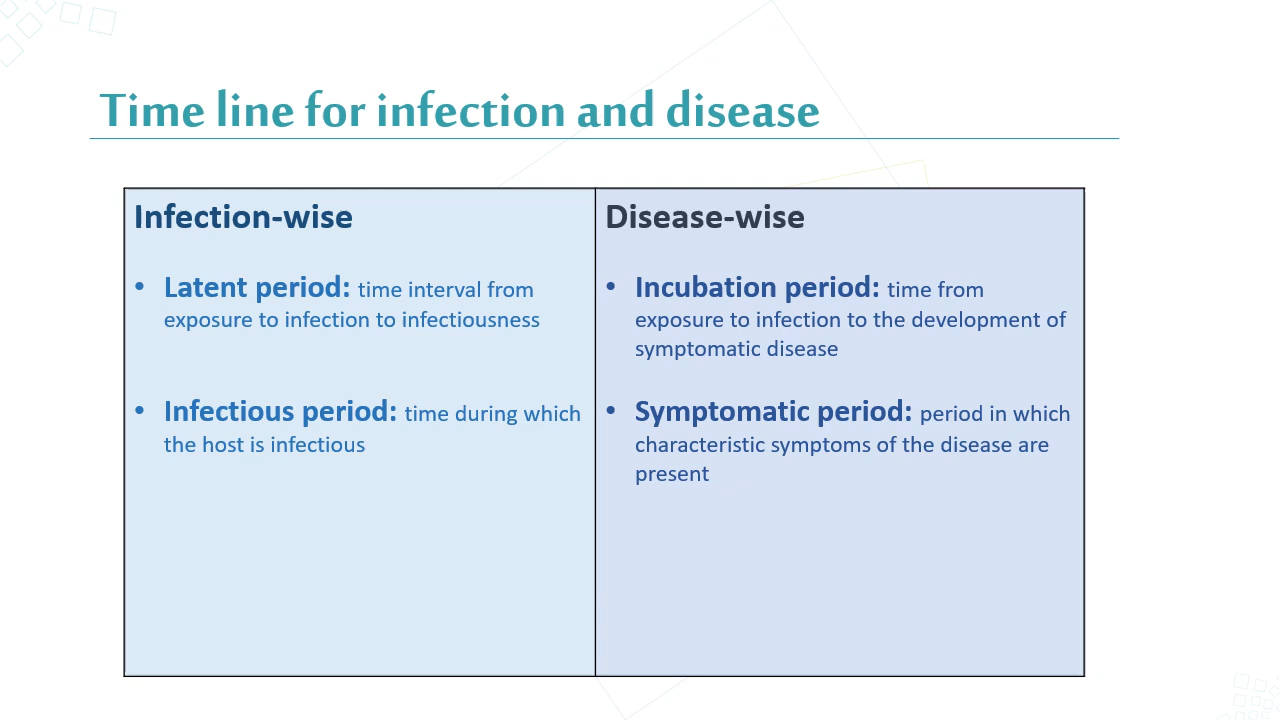 Time line for infection and disease
Infection-wise
• Latent period: time interval from
exposure to infection to infectiousness
• Infectious period: time during which
the host is infectious
Disease-wise
• Incubation period: time from
exposure to infection to the development of
symptomatic disease
• Symptomatic period: period in which
characteristic symptoms of the disease are
present